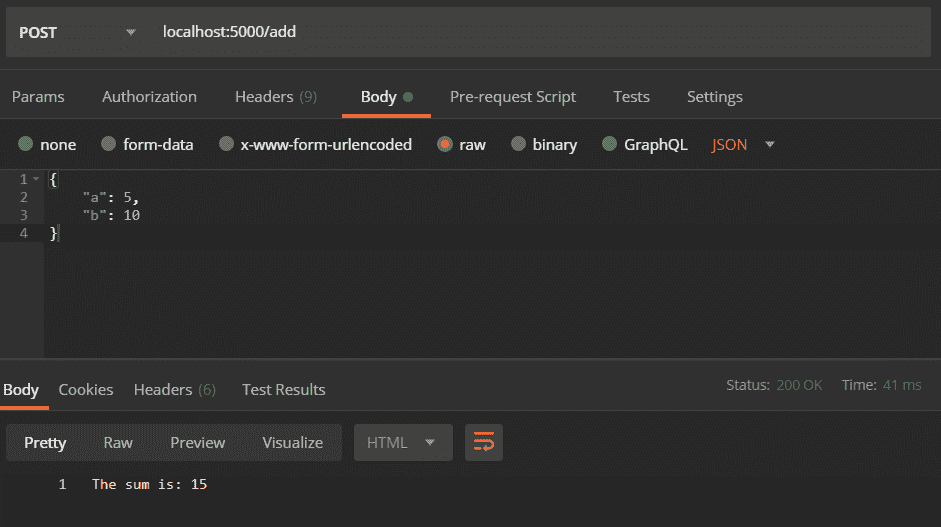 POST localhost:5000/add
Params Authorization Headers (9) Body Pre-request Script Tests Settings
none form-data x-www-form-urlencoded raw binary GraphQL JSON
1 {
2 "a": 5,
3 "b": 10
4 }
Body Cookies Headers (6) Test Results Status: 200 OK Time: 41 ms
Pretty Raw Preview Visualize HTML
1 The sum is: 15